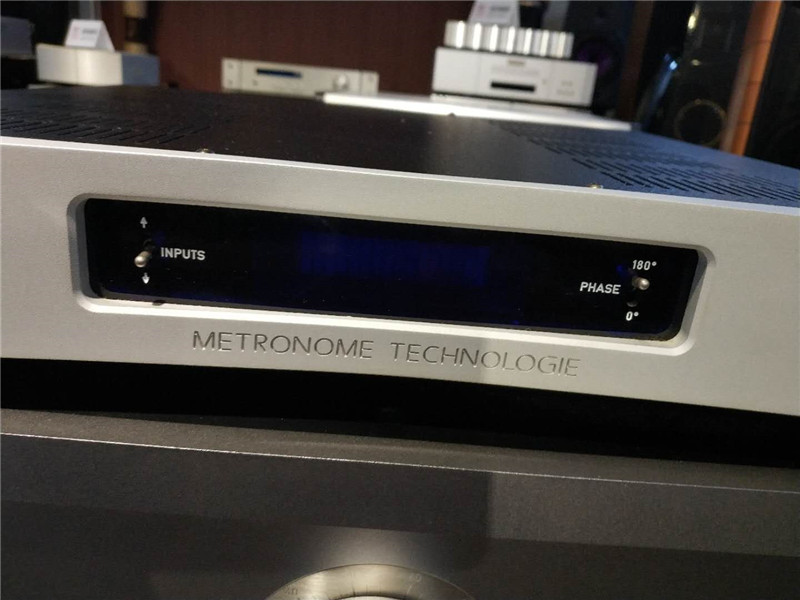 INPUTS
180°
PHASE
0°
METRONOME TECHNOLOGIE